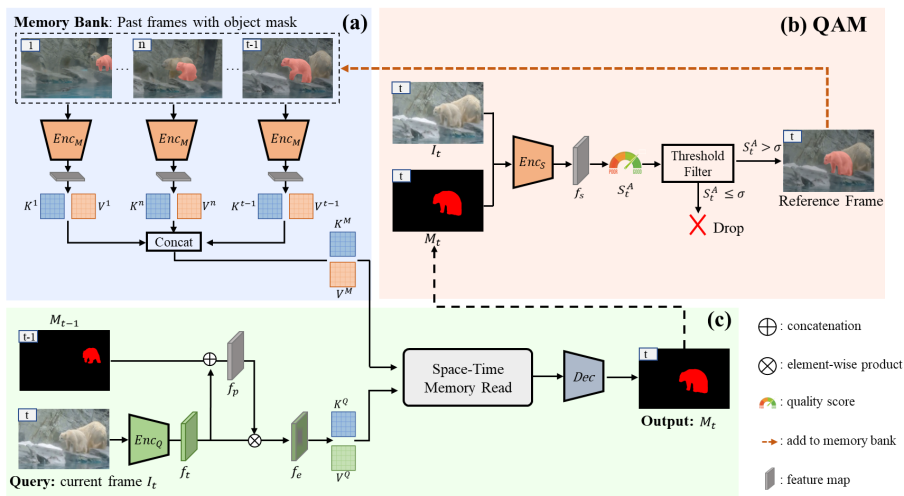 Memory Bank: Past frames with object mask
(a)
1
n
t-1
... ...
Enc_M
Enc_M
Enc_M
K^1
V^1
K^n
V^n
K^{t-1}
V^{t-1}
Concat
K^M
V^M
(b) QAM
t
I_t
t
M_t
Enc_S
f_s
POOR
GOOD
S_t^A
Threshold
Filter
S_t^A > σ
S_t^A ≤ σ
Drop
t
Reference Frame
(c)
M_{t-1}
t-1
f_p
t
Enc_Q
f_t
f_e
K^Q
V^Q
Query: current frame I_t
Space-Time
Memory Read
Dec
t
Output: M_t
: concatenation
: element-wise product
: quality score
: add to memory bank
: feature map